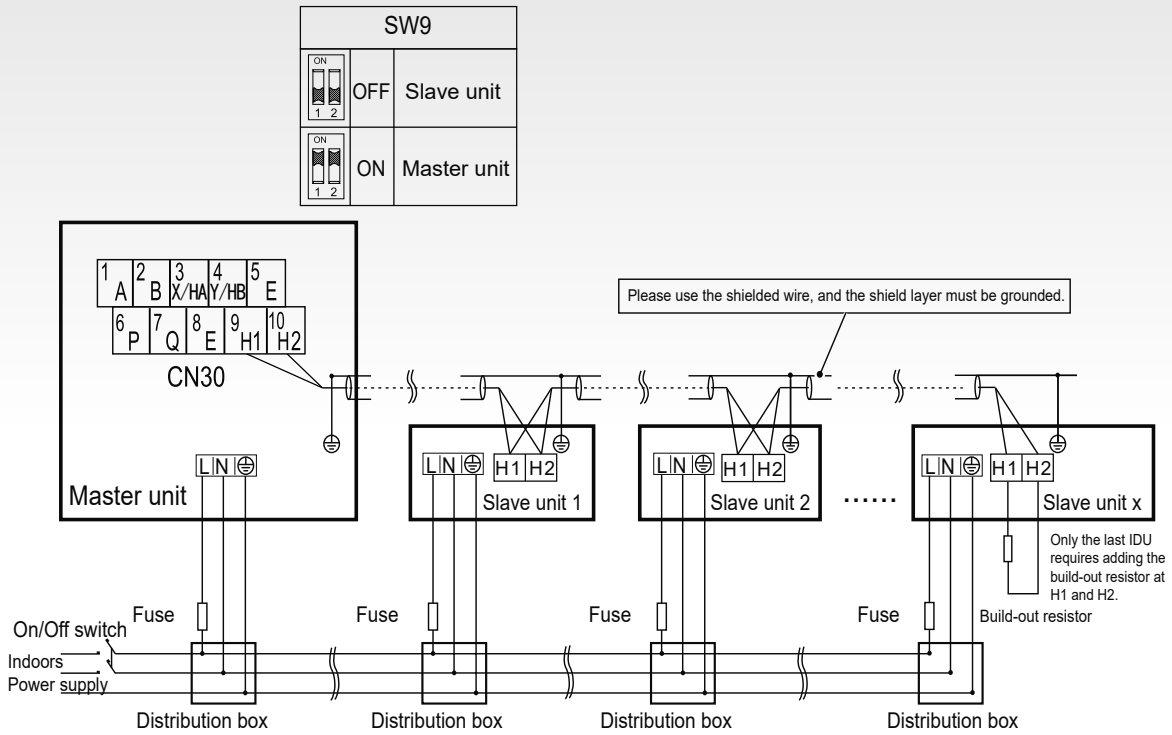 SW9
ON
1 2
OFF
Slave unit
ON
1 2
ON
Master unit
1 A 2 B 3 X/HA 4 Y/HB 5 E
6 P 7 Q 8 E 9 H1 10 H2
CN30
Please use the shielded wire, and the shield layer must be grounded.
L N
Master unit
L N
H1 H2
Slave unit 1
L N
H1 H2
Slave unit 2
......
L N
H1 H2
Slave unit x
Only the last IDU
requires adding the
build-out resistor at
H1 and H2.
Build-out resistor
Fuse
Fuse
Fuse
Fuse
On/Off switch
Indoors
Power supply
Distribution box
Distribution box
Distribution box
Distribution box